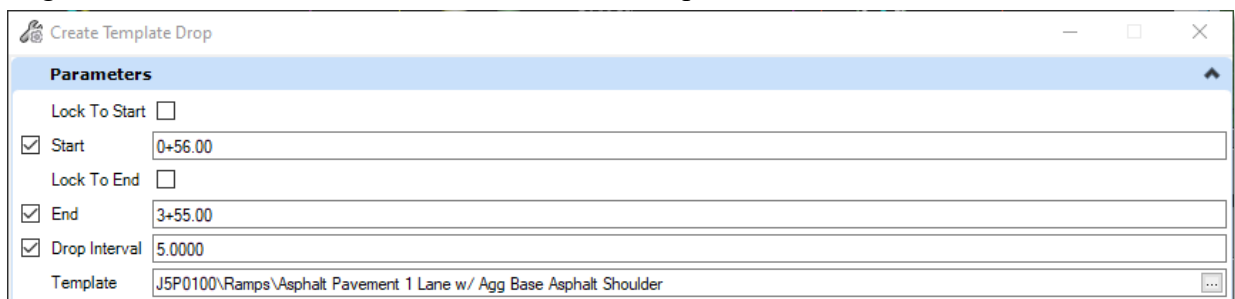 Create Template Drop
Parameters
Lock To Start
Start 0+56.00
Lock To End
End 3+55.00
Drop Interval 5.0000
Template J5P0100\Ramps\Asphalt Pavement 1 Lane w/ Agg Base Asphalt Shoulder ...